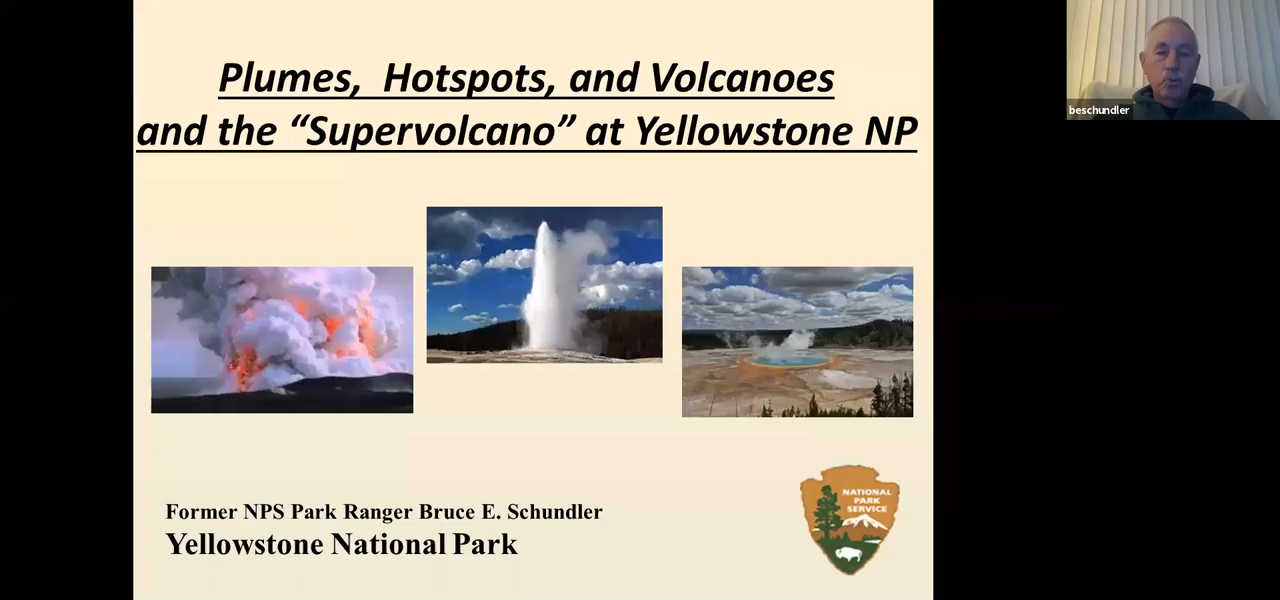 Plumes, Hotspots, and Volcanoes
and the “Supervolcano” at Yellowstone NP
beschundler
Former NPS Park Ranger Bruce E. Schundler
Yellowstone National Park
NATIONAL
PARK
SERVICE